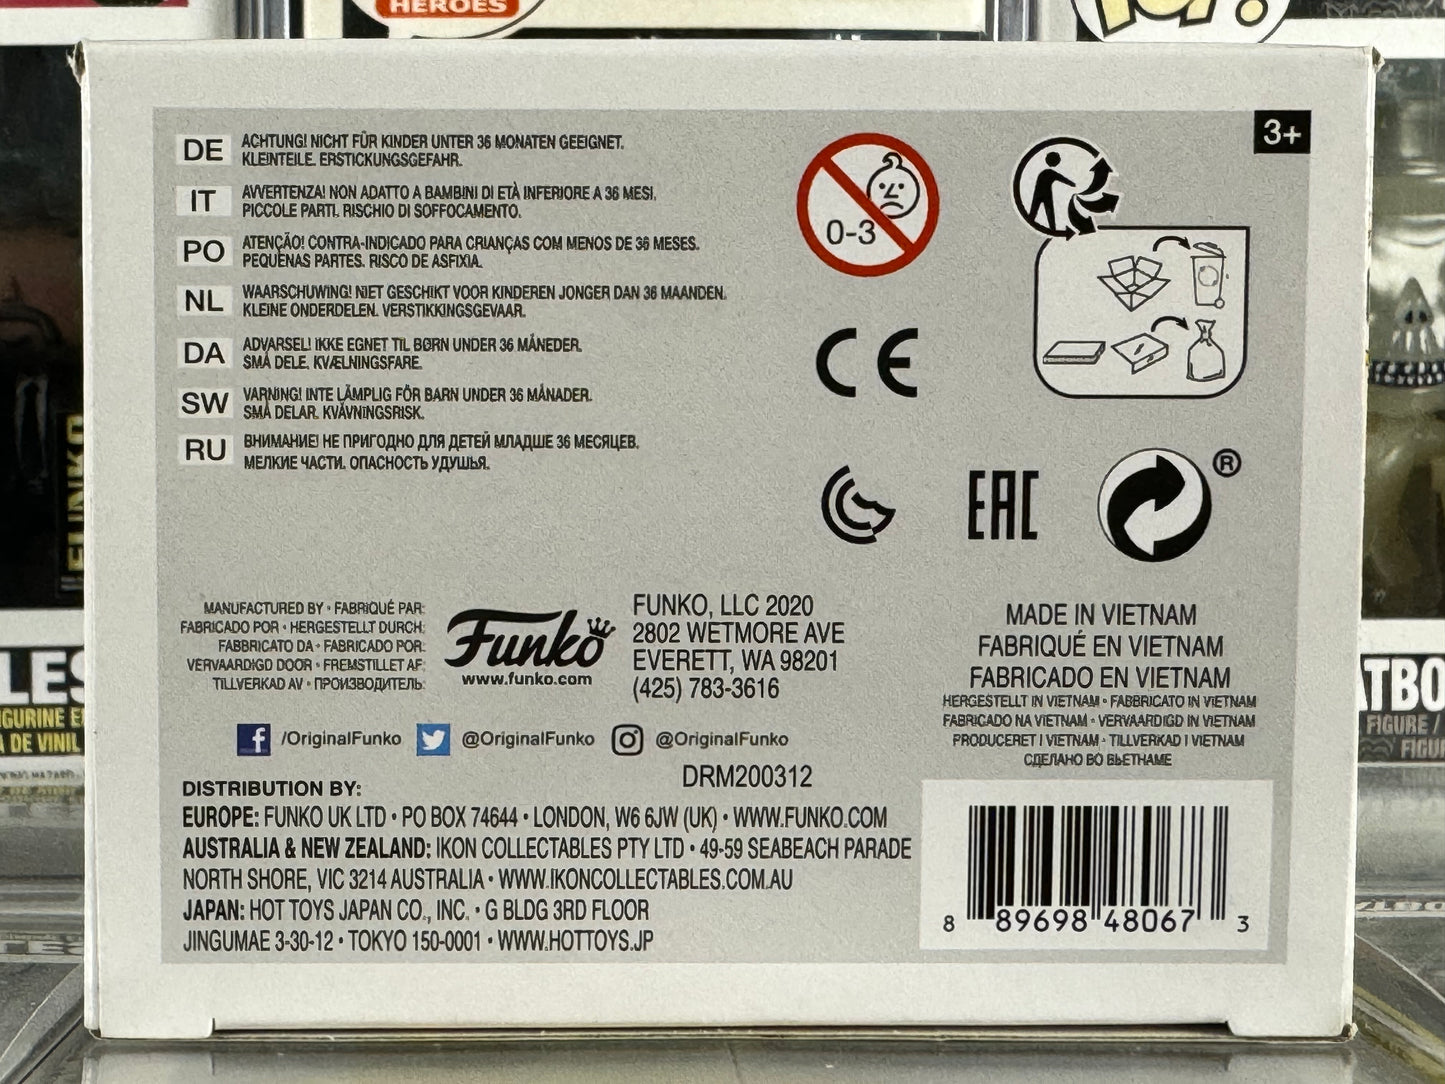 HEROES
POP!
3+
DE ACHTUNG! NICHT FÜR KINDER UNTER 36 MONATEN GEEIGNET.
KLEINTEILE. ERSTICKUNGSGEFAHR.
IT AVVERTENZA! NON ADATTO A BAMBINI DI ETÀ INFERIORE A 36 MESI.
PICCOLE PARTI. RISCHIO DI SOFFOCAMENTO.
PO ATENÇÃO! CONTRA-INDICADO PARA CRIANÇAS COM MENOS DE 36 MESES.
PEQUENAS PARTES. RISCO DE ASFIXIA.
NL WAARSCHUWING! NIET GESCHIKT VOOR KINDEREN JONGER DAN 36 MAANDEN.
KLEINE ONDERDELEN. VERSTIKKINGSGEVAAR.
DA ADVARSEL! IKKE EGNET TIL BØRN UNDER 36 MÅNEDER.
SMÅ DELE. KVÆLNINGSFARE.
SW VARNING! INTE LÄMPLIG FÖR BARN UNDER 36 MÅNADER.
SMÅ DELAR. KVÄVNINGSRISK.
RU ВНИМАНИЕ! НЕ ПРИГОДНО ДЛЯ ДЕТЕЙ МЛАДШЕ 36 МЕСЯЦЕВ.
МЕЛКИЕ ЧАСТИ. ОПАСНОСТЬ УДУШЬЯ.
0-3
CE
EAC
®
MANUFACTURED BY • FABRIQUÉ PAR:
FABRICADO POR • HERGESTELLT DURCH:
FABBRICATO DA • FABRICADO POR:
VERVAARDIGD DOOR • FREMSTILLET AF:
TILLVERKAD AV • ПРОИЗВОДИТЕЛЬ:
Funko
www.funko.com
FUNKO, LLC 2020
2802 WETMORE AVE
EVERETT, WA 98201
(425) 783-3616
MADE IN VIETNAM
FABRIQUÉ EN VIETNAM
FABRICADO EN VIETNAM
HERGESTELLT IN VIETNAM • FABBRICATO IN VIETNAM
FABRICADO NA VIETNAM • VERVAARDIGD IN VIETNAM
PRODUCERET I VIETNAM • TILLVERKAD I VIETNAM
СДЕЛАНО ВО ВЬЕТНАМЕ
/OriginalFunko @OriginalFunko @OriginalFunko
DRM200312
DISTRIBUTION BY:
EUROPE: FUNKO UK LTD • PO BOX 74644 • LONDON, W6 6JW (UK) • WWW.FUNKO.COM
AUSTRALIA & NEW ZEALAND: IKON COLLECTABLES PTY LTD • 49-59 SEABEACH PARADE
NORTH SHORE, VIC 3214 AUSTRALIA • WWW.IKONCOLLECTABLES.COM.AU
JAPAN: HOT TOYS JAPAN CO., INC. • G BLDG 3RD FLOOR
JINGUMAE 3-30-12 • TOKYO 150-0001 • WWW.HOTTOYS.JP
8 89698 48067 3
FUNKO
LES
GURINE E
A DE VINIL
ATBO
FIGURE /
FIGU